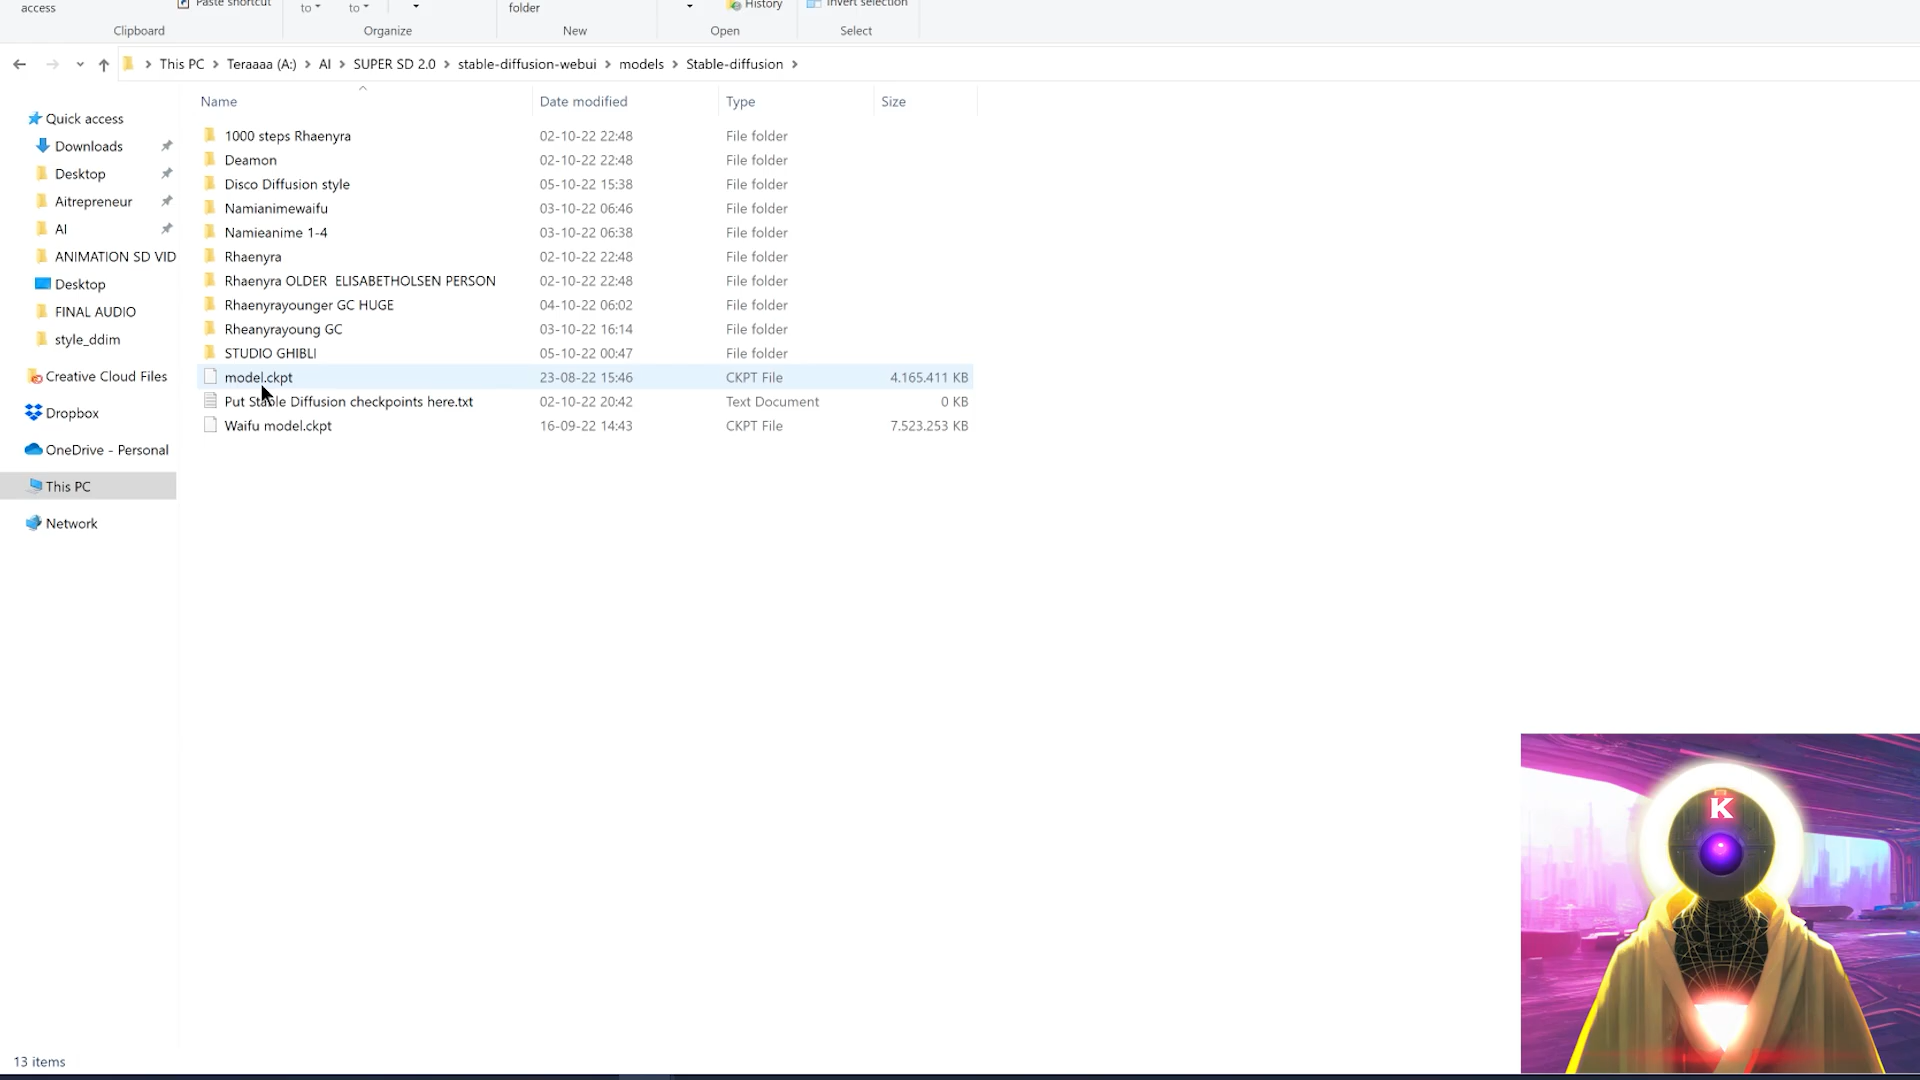 access
Paste shortcut
to
to
folder
History
Invert selection
Clipboard
Organize
New
Open
Select
This PC
Teraaaa (A:)
AI
SUPER SD 2.0
stable-diffusion-webui
models
Stable-diffusion
Name
Date modified
Type
Size
Quick access
Downloads
Desktop
Aitrepreneur
AI
ANIMATION SD VID
Desktop
FINAL AUDIO
style_ddim
Creative Cloud Files
Dropbox
OneDrive - Personal
This PC
Network
1000 steps Rhaenyra 02-10-22 22:48 File folder
Deamon 02-10-22 22:48 File folder
Disco Diffusion style 05-10-22 15:38 File folder
Namianimewaifu 03-10-22 06:46 File folder
Namieanime 1-4 03-10-22 06:38 File folder
Rhaenyra 02-10-22 22:48 File folder
Rhaenyra OLDER ELISABETHOLSEN PERSON 02-10-22 22:48 File folder
Rhaenyrayounger GC HUGE 04-10-22 06:02 File folder
Rheanyrayoung GC 03-10-22 16:14 File folder
STUDIO GHIBLI 05-10-22 00:47 File folder
model.ckpt 23-08-22 15:46 CKPT File 4.165.411 KB
Put Stable Diffusion checkpoints here.txt 02-10-22 20:42 Text Document 0 KB
Waifu model.ckpt 16-09-22 14:43 CKPT File 7.523.253 KB
K
13 items